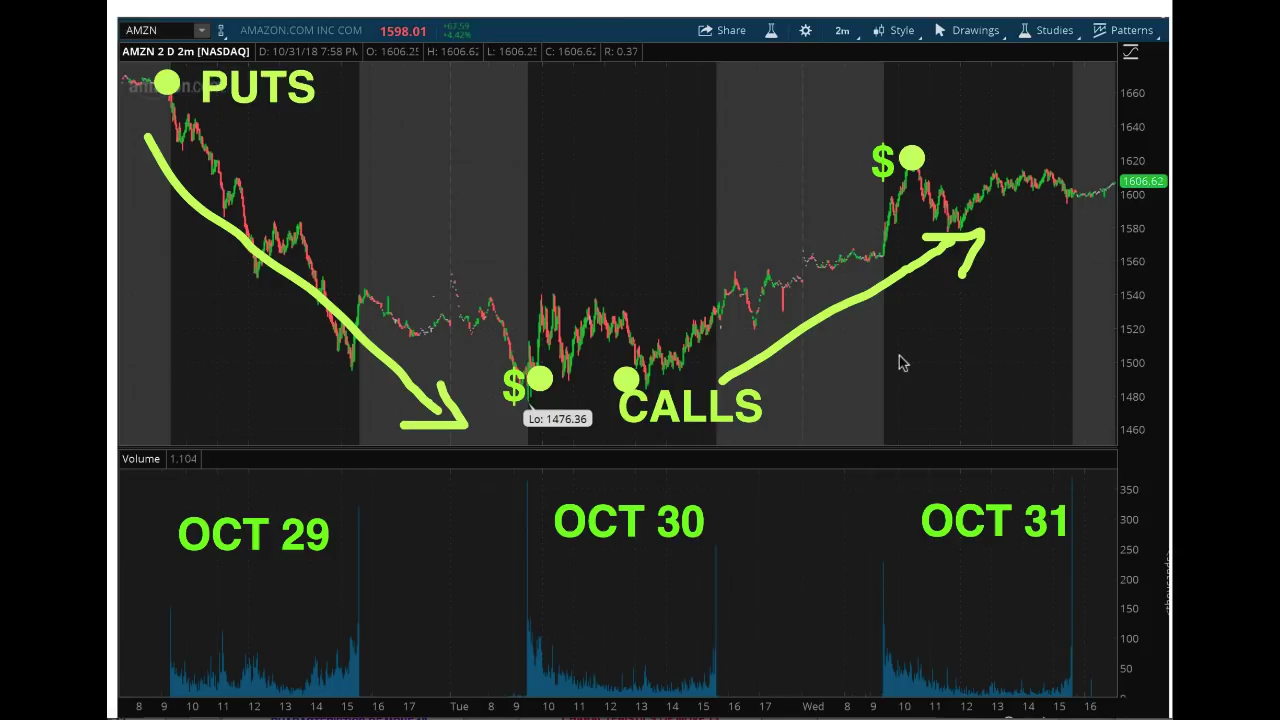 AMZN AMAZON.COM INC COM 1598.01 +67.59 +4.42% Share Style 2m Drawings Studies Patterns
AMZN 2 D 2m [NASDAQ] D: 10/31/18 7:58 PM O: 1606.25 H: 1606.62 L: 1606.25 C: 1606.62 R: 0.37
PUTS
1660
1640
$
1620
1606.62
1600
1580
1560
1540
1520
1500
$
1480
CALLS
Lo: 1476.36
1460
Volume 1,104
350
OCT 29 OCT 30 OCT 31
300
250
200
150
100
50
<thousands>
8 9 10 11 12 13 14 15 16 17 Tue 8 9 10 11 12 13 14 15 16 17 Wed 8 9 10 11 12 13 14 15 16